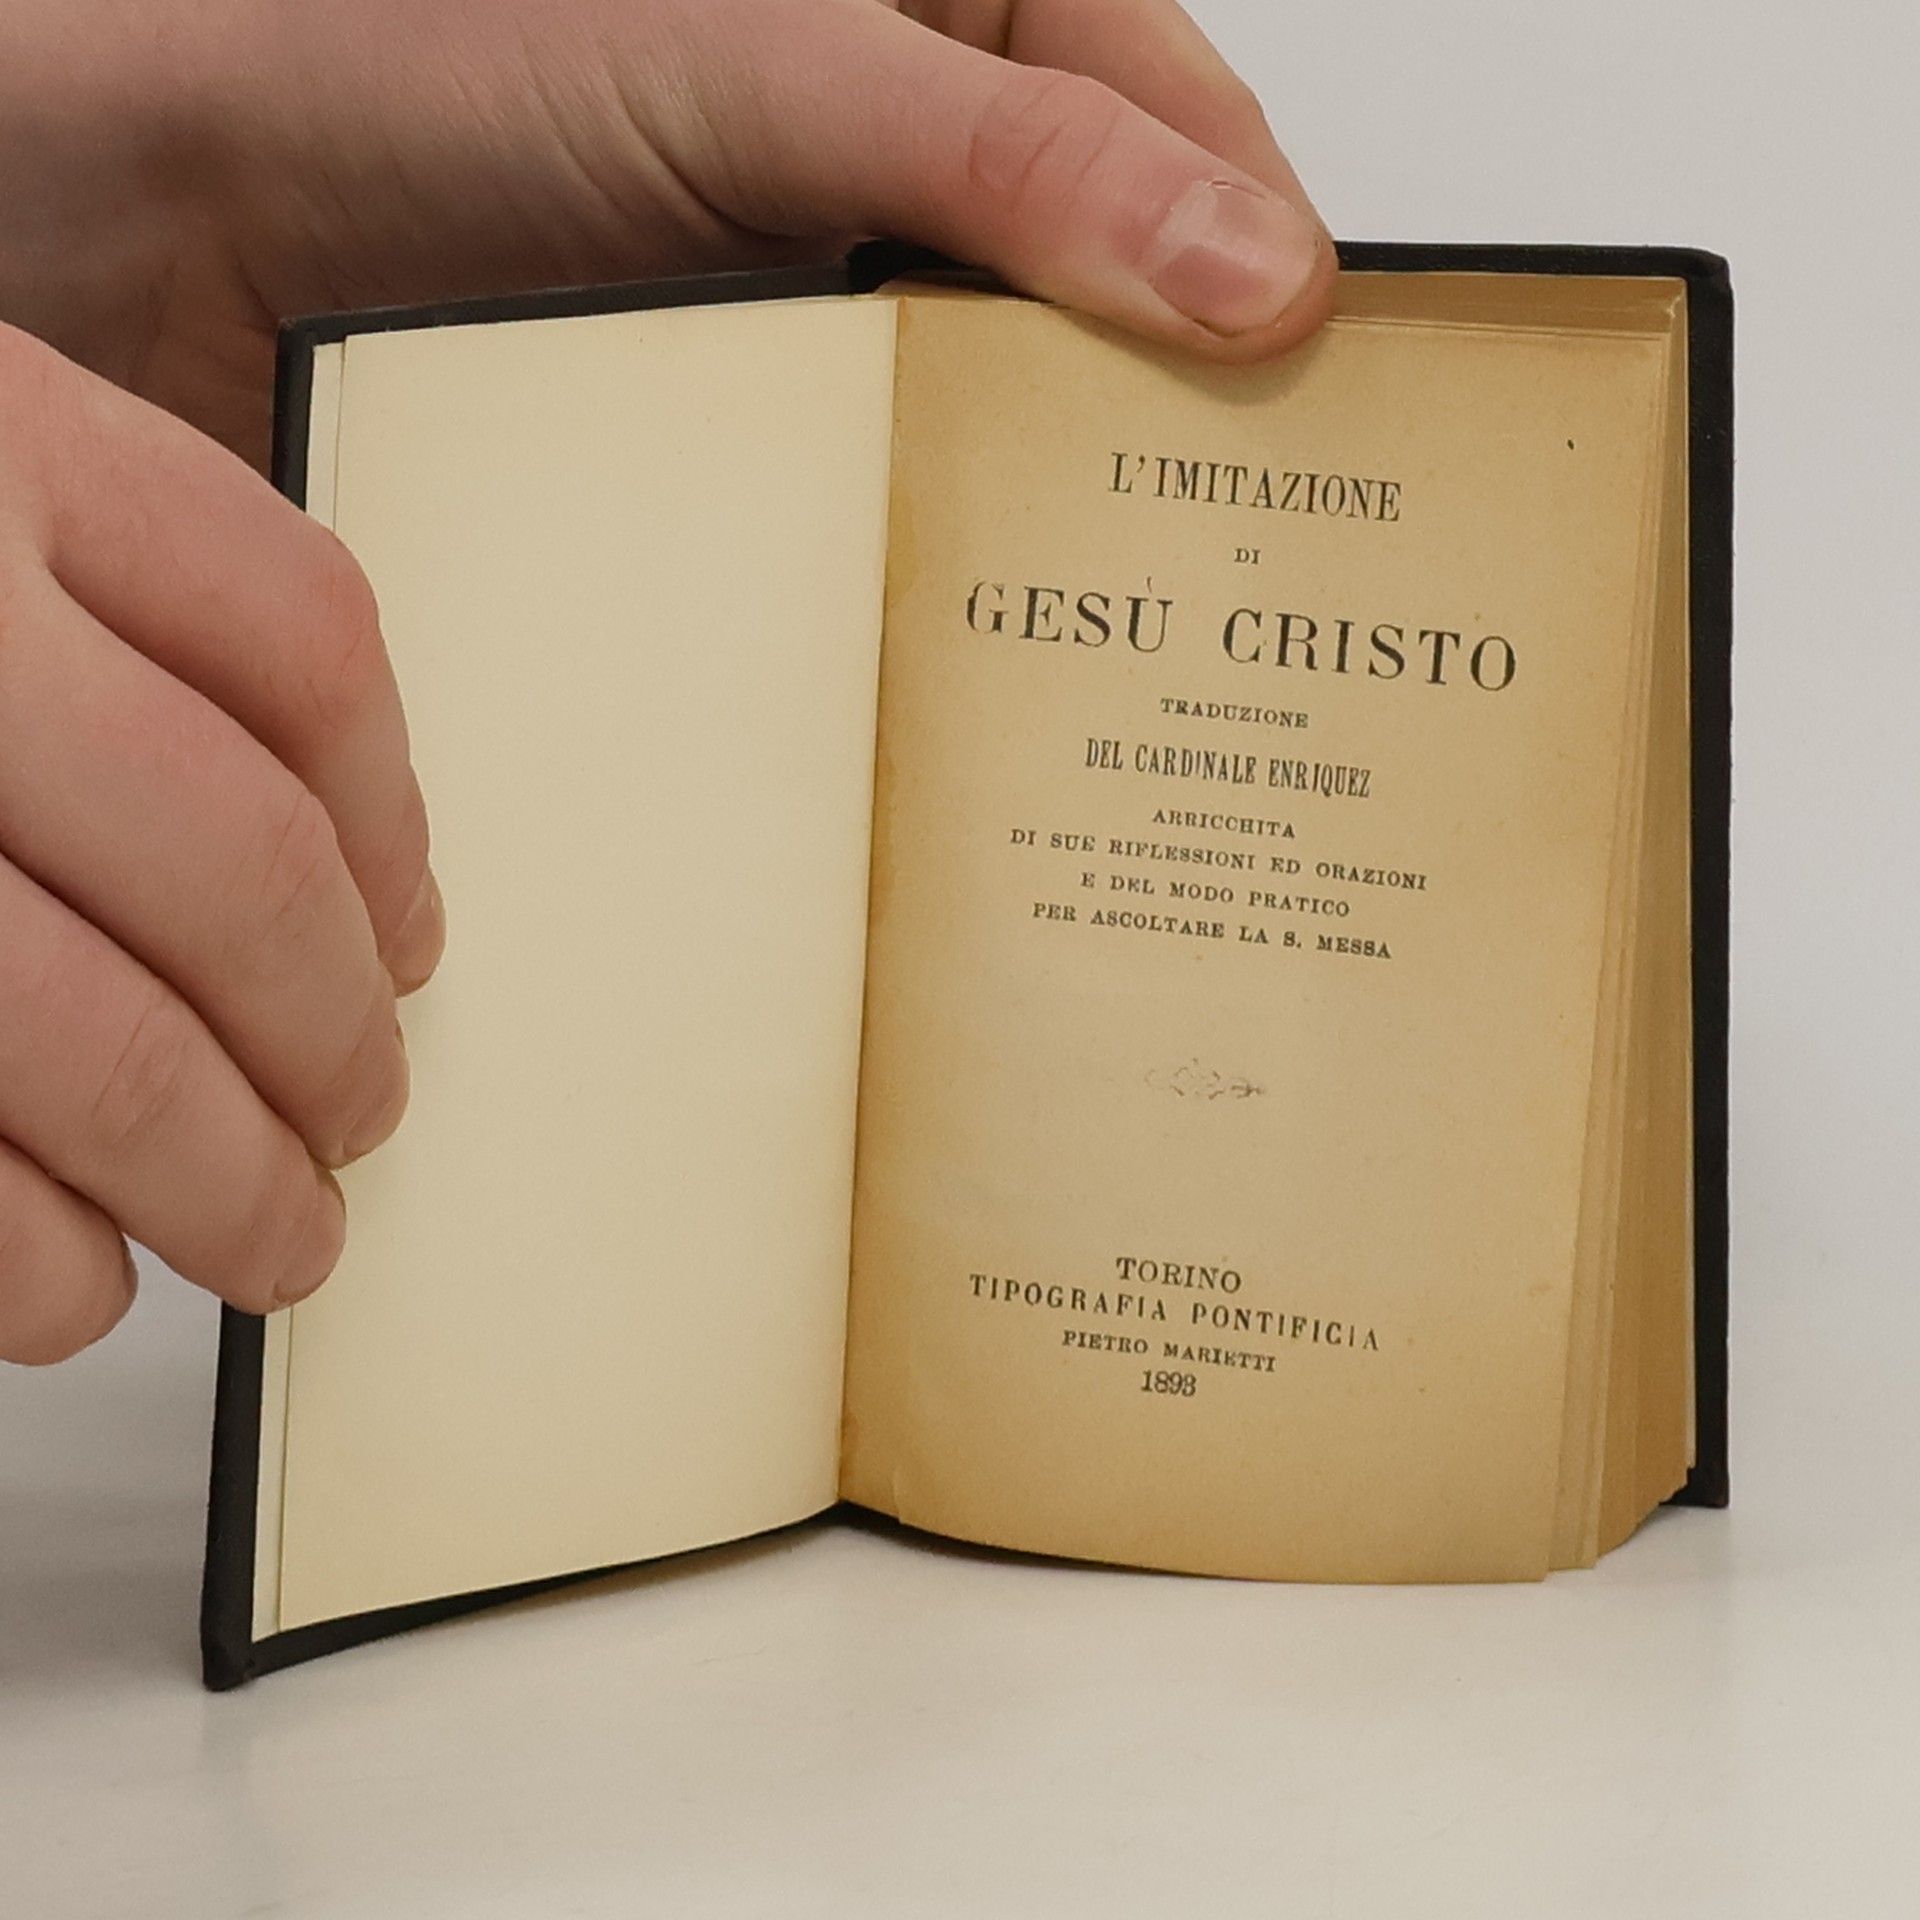 L'IMITAZIONE
DI
GESÙ CRISTO
TRADUZIONE
DEL CARDINALE ENRIQUEZ
ARRICCHITA
DI SUE RIFLESSIONI ED ORAZIONI
E DEL MODO PRATICO
PER ASCOLTARE LA S. MESSA
TORINO
TIPOGRAFIA PONTIFICIA
PIETRO MARIETTI
1893